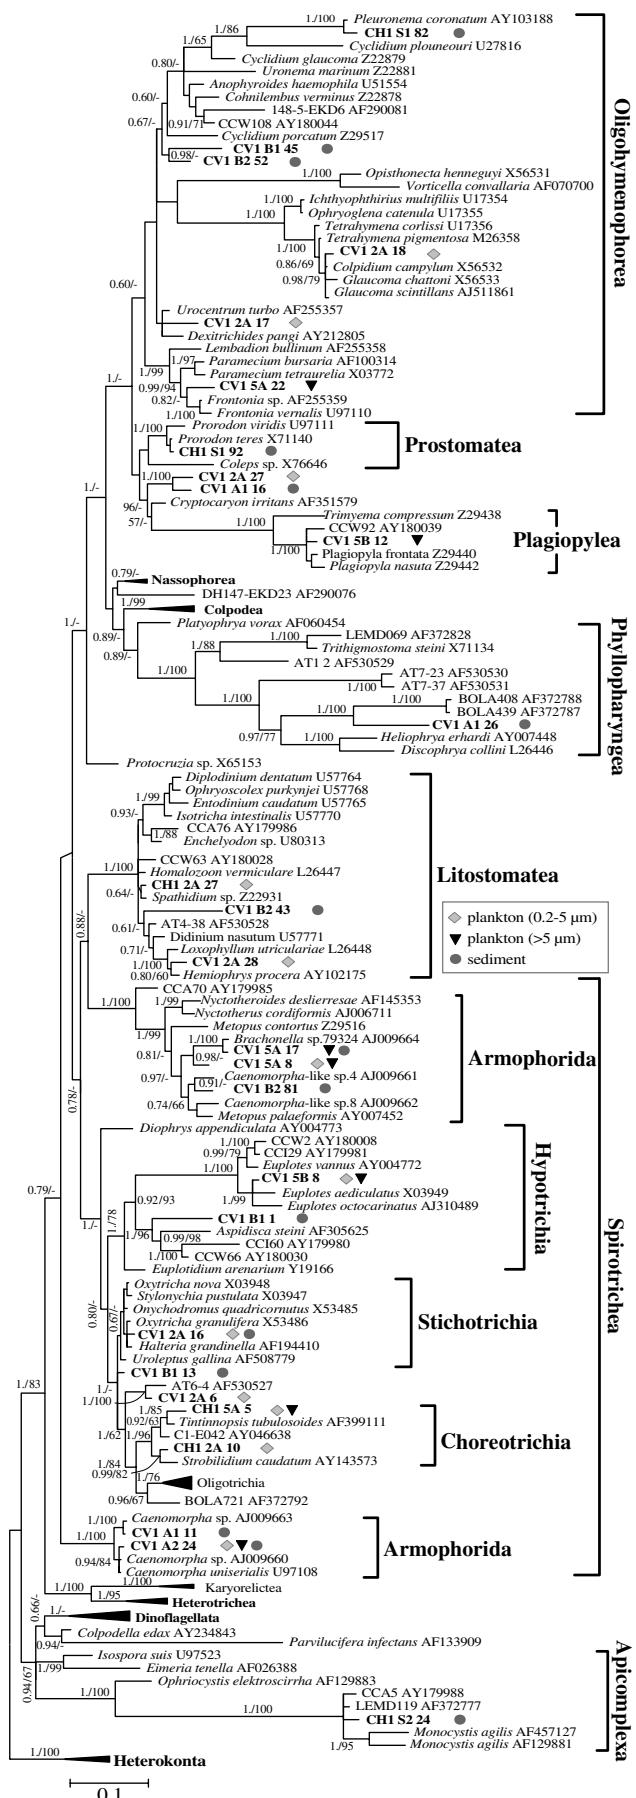 1./100
Pleuronema coronatum AY103188
1./86
CH1 S1 82
1./65
Cyclidium plouneouri U27816
Cyclidium glaucoma Z22879
0.80/-
Uronema marinum Z22881
Anophyroides haemophila U51554
0.60/-
Cohnilembus verminus Z22878
148-5-EKD6 AF290081
0.67/-
0.91/71
CCW108 AY180044
Cyclidium porcatum Z29517
CV1 B1 45
0.98/-
CV1 B2 52
Oligohymenophorea
1./100
Opisthonecta henneguyi X56531
Vorticella convallaria AF070700
1./100
Ichthyophthirius multifiliis U17354
1./100
Ophryoglena catenula U17355
Tetrahymena corlissi U17356
1./100
Tetrahymena pigmentosa M26358
CV1 2A 18
0.86/69
Colpidium campylum X56532
0.98/79
Glaucoma chattoni X56533
Glaucoma scintillans AJ511861
0.60/-
Urocentrum turbo AF255357
CV1 2A 17
Dexitrichides pangi AY212805
Lembadion bullinum AF255358
1./97
Paramecium bursaria AF100314
1./99
Paramecium tetraurelia X03772
0.99/94
CV1 5A 22
0.82/-
Frontonia sp. AF255359
1./-
1./100
Frontonia vernalis U97110
1./100
Prorodon viridis U97111
Prorodon teres X71140
CH1 S1 92
Coleps sp. X76646
Prostomatea
1./100
CV1 2A 27
CV1 A1 16
1./-
96/-
Cryptocaryon irritans AF351579
57/-
1./100
Trimyema compressum Z29438
CCW92 AY180039
CV1 5B 12
1./100
Plagiopyla frontata Z29440
Plagiopyla nasuta Z29442
Plagiopylea
0.79/-
Nassophorea
DH147-EKD23 AF290076
1./99
Colpodea
0.89/-
Platyophrya vorax AF060454
0.89/-
1./88
1./100
LEMD069 AF372828
Trithigmostoma steini X71134
1./100
AT1 2 AF530529
AT7-23 AF530530
1./100
1./100
AT7-37 AF530531
1./100
BOLA408 AF372788
1./100
BOLA439 AF372787
CV1 A1 26
0.97/77
1./100
Heliophrya erhardi AY007448
Discophrya collini L26446
Phyllopharyngea
1./-
Protocruzia sp. X65153
Diplodinium dentatum U57764
1./99
Ophryoscolex purkynjei U57768
Entodinium caudatum U57765
0.93/-
Isotricha intestinalis U57770
CCA76 AY179986
1./88
Enchelyodon sp. U80313
CCW63 AY180028
1./100
Homalozoon vermiculare L26447
CH1 2A 27
0.64/-
Spathidium sp. Z22931
CV1 B2 43
0.61/-
AT4-38 AF530528
Didinium nasutum U57771
0.71/-
Loxophyllum utriculariae L26448
1./100
CV1 2A 28
0.80/60
Hemiophrys procera AY102175
Litostomatea
plankton (0.2-5 µm)
plankton (>5 µm)
sediment
0.88/-
CCA70 AY179985
1./100
1./99
Nyctotheroides deslierresae AF145353
Nyctotherus cordiformis AJ006711
1./99
Metopus contortus Z29516
1./100
Brachonella sp.79324 AJ009664
0.81/-
CV1 5A 17
0.98/-
CV1 5A 8
0.97/-
Caenomorpha-like sp.4 AJ009661
0.91/-
CV1 B2 81
Caenomorpha-like sp.8 AJ009662
0.74/66
Metopus palaeformis AY007452
Armophorida
0.78/-
Diophrys appendiculata AY004773
1./100
CCW2 AY180008
0.99/79
CCI29 AY179981
1./100
Euplotes vannus AY004772
CV1 5B 8
1./99
Euplotes aediculatus X03949
Euplotes octocarinatus AJ310489
0.92/93
1./78
1./-
CV1 B1 1
1./96
Aspidisca steini AF305625
0.99/98
CCI60 AY179980
1./100
CCW66 AY180030
Euplotidium arenarium Y19166
Hypotrichia
0.79/-
Spirotrichea
Oxytricha nova X03948
Stylonychia pustulata X03947
Onychodromus quadricornutus X53485
0.80/-
0.67/-
Oxytricha granulifera X53486
CV1 2A 16
Halteria grandinella AF194410
Uroleptus gallina AF508779
Stichotrichia
CV1 B1 13
1./-
AT6-4 AF530527
1./100
CV1 2A 6
1./85
CH1 5A 5
0.92/63
Tintinnopsis tubulosoides AF399111
1./62
1./96
C1-E042 AY046638
CH1 2A 10
1./84
Strobilidium caudatum AY143573
0.99/82
Choreotrichia
1./76
Oligotrichia
0.96/67
BOLA721 AF372792
1./83
1./100
Caenomorpha sp. AJ009663
CV1 A1 11
1./100
CV1 A2 24
0.94/84
Caenomorpha sp. AJ009660
Caenomorpha uniserialis U97108
Armophorida
1./100
1./100
Karyorelictea
1./95
Heterotrichea
0.66/-
1./-
Dinoflagellata
Colpodella edax AY234843
0.94/-
Parvilucifera infectans AF133909
Isospora suis U97523
1./99
Eimeria tenella AF026388
0.94/67
Ophriocystis elektroscirrha AF129883
1./100
CCA5 AY179988
1./100
LEMD119 AF372777
CH1 S2 24
Monocystis agilis AF457127
1./95
Monocystis agilis AF129881
Apicomplexa
1./100
Heterokonta
0.1